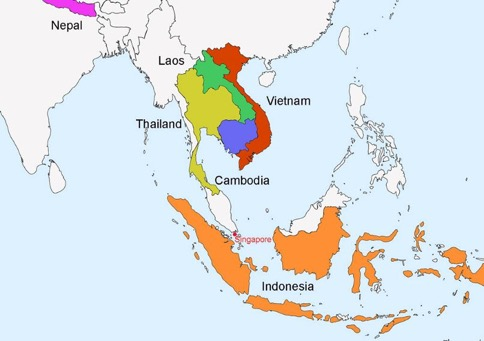 Nepal
Laos
Vietnam
Thailand
Cambodia
Singapore
Indonesia